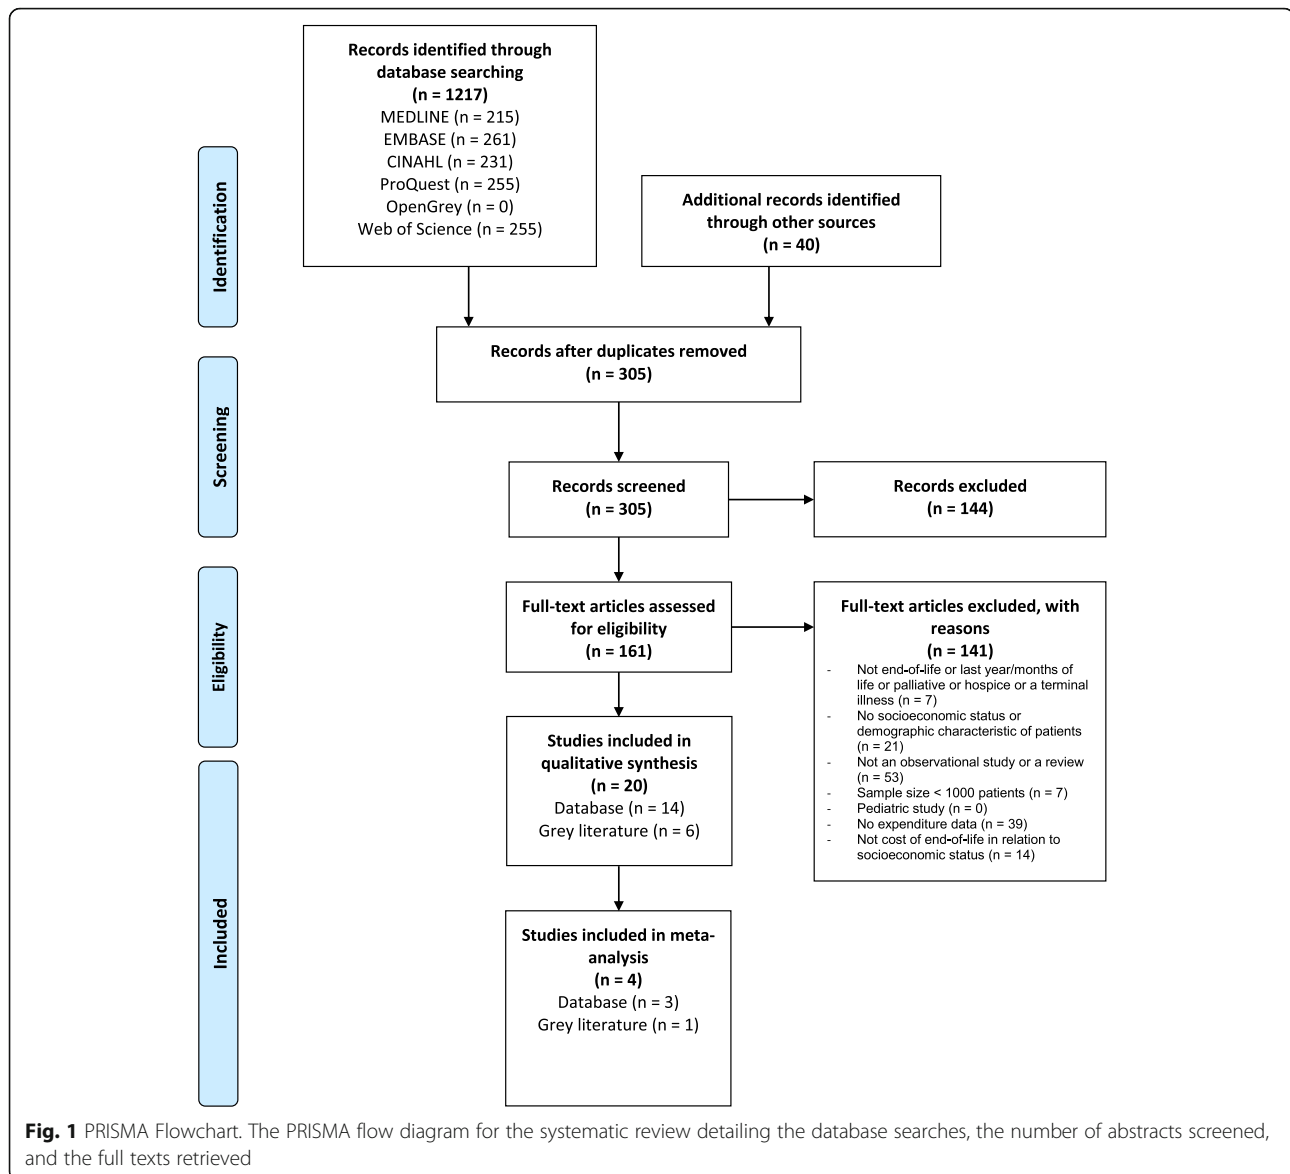 Records identified through
database searching
(n = 1217)
MEDLINE (n = 215)
EMBASE (n = 261)
CINAHL (n = 231)
ProQuest (n = 255)
OpenGrey (n = 0)
Web of Science (n = 255)
Additional records identified
through other sources
(n = 40)
Identification
Records after duplicates removed
(n = 305)
Screening
Records screened
(n = 305)
Records excluded
(n = 144)
Eligibility
Full-text articles assessed
for eligibility
(n = 161)
Full-text articles excluded, with
reasons
(n = 141)
- Not end-of-life or last year/months of
life or palliative or hospice or a terminal
illness (n = 7)
- No socioeconomic status or
demographic characteristic of patients
(n = 21)
- Not an observational study or a review
(n = 53)
- Sample size < 1000 patients (n = 7)
- Pediatric study (n = 0)
- No expenditure data (n = 39)
- Not cost of end-of-life in relation to
socioeconomic status (n = 14)
Studies included in
qualitative synthesis
(n = 20)
Database (n = 14)
Grey literature (n = 6)
Included
Studies included in meta-
analysis
(n = 4)
Database (n = 3)
Grey literature (n = 1)
Fig. 1 PRISMA Flowchart. The PRISMA flow diagram for the systematic review detailing the database searches, the number of abstracts screened,
and the full texts retrieved